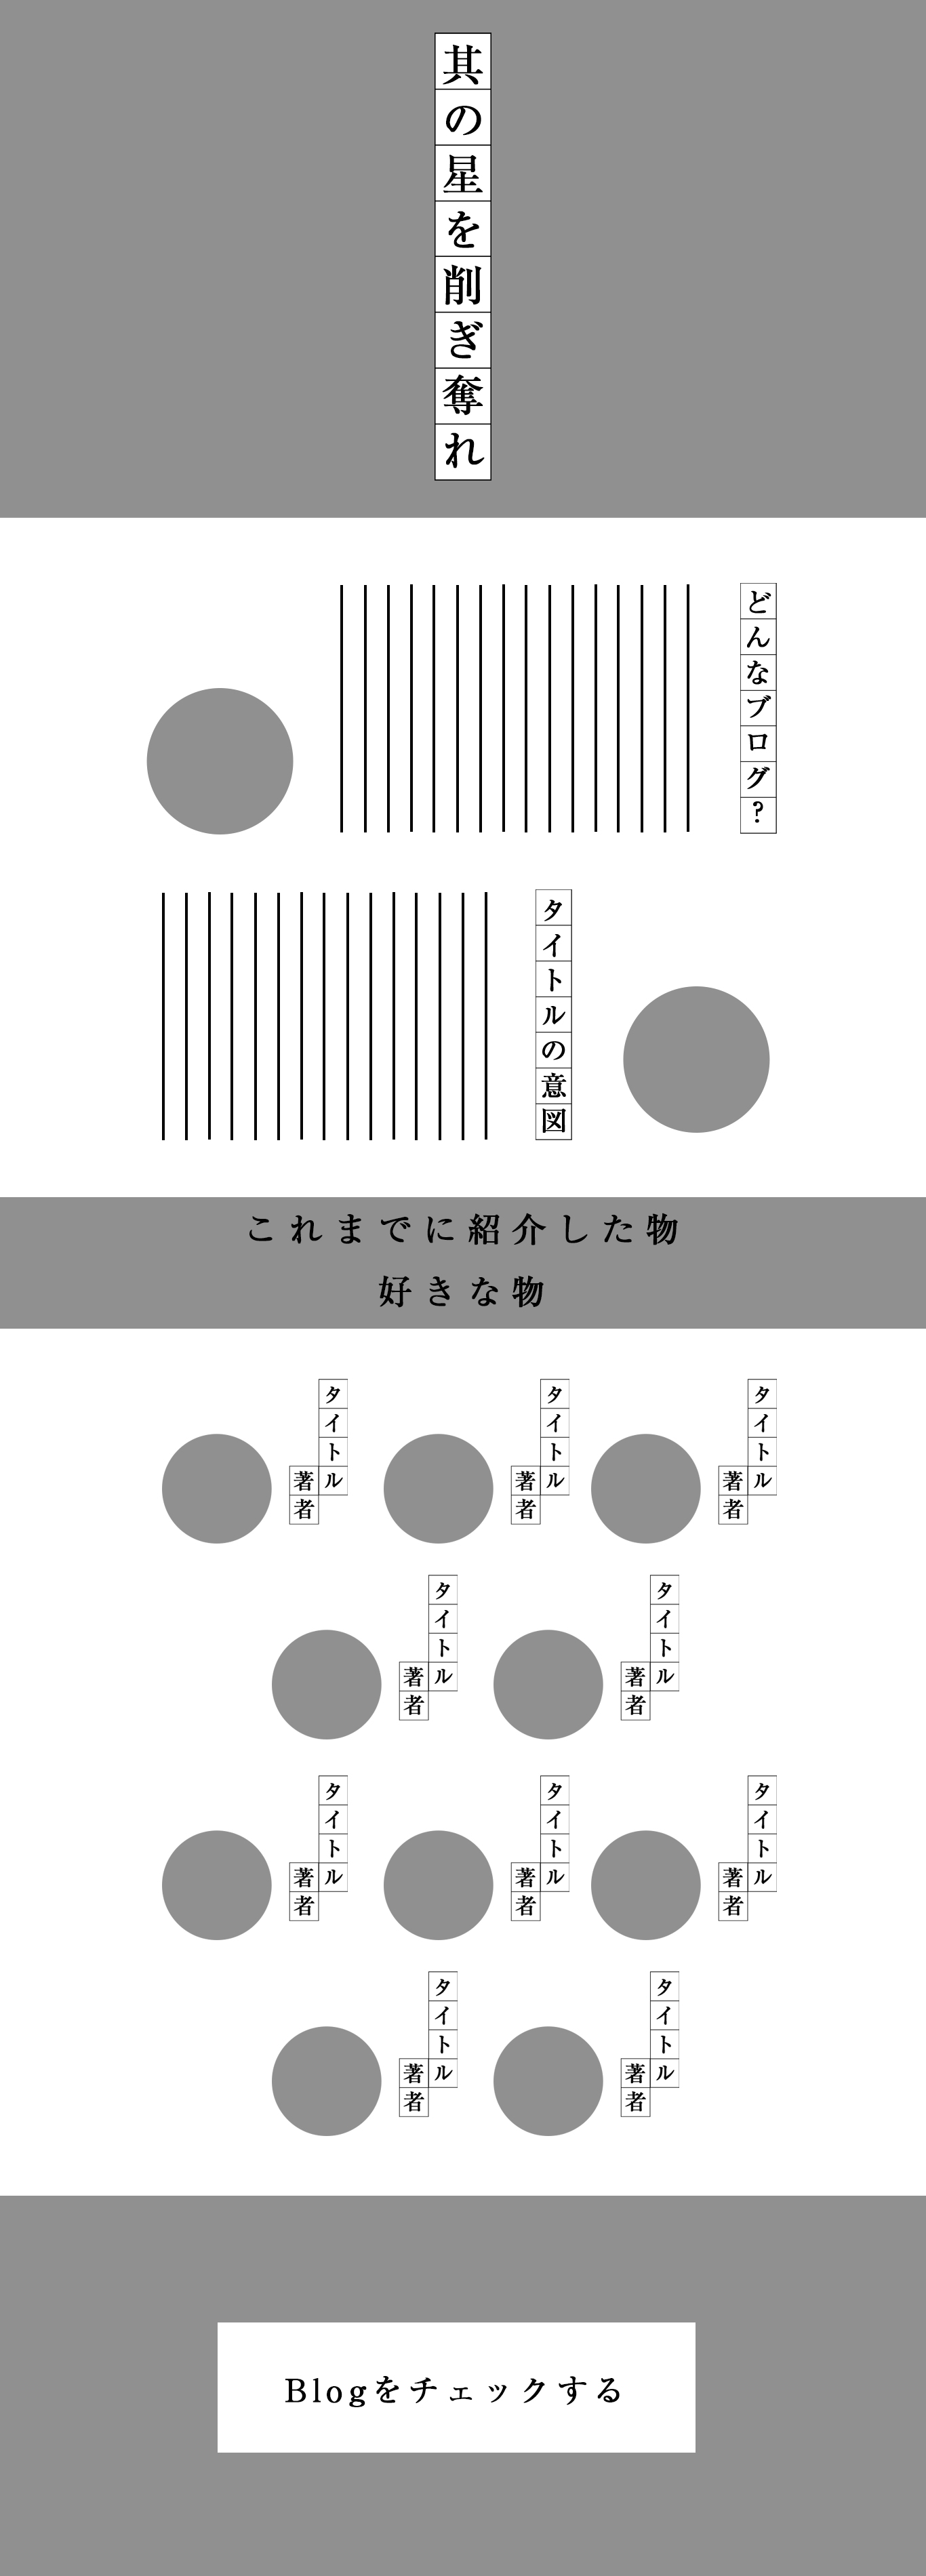 其の星を削ぎ奪れ
どんなブログ?
タイトルの意図
これまでに紹介した物
好きな物
タイトル
著者
タイトル
著者
タイトル
著者
タイトル
著者
タイトル
著者
タイトル
著者
タイトル
著者
タイトル
著者
タイトル
著者
タイトル
著者
Blogをチェックする